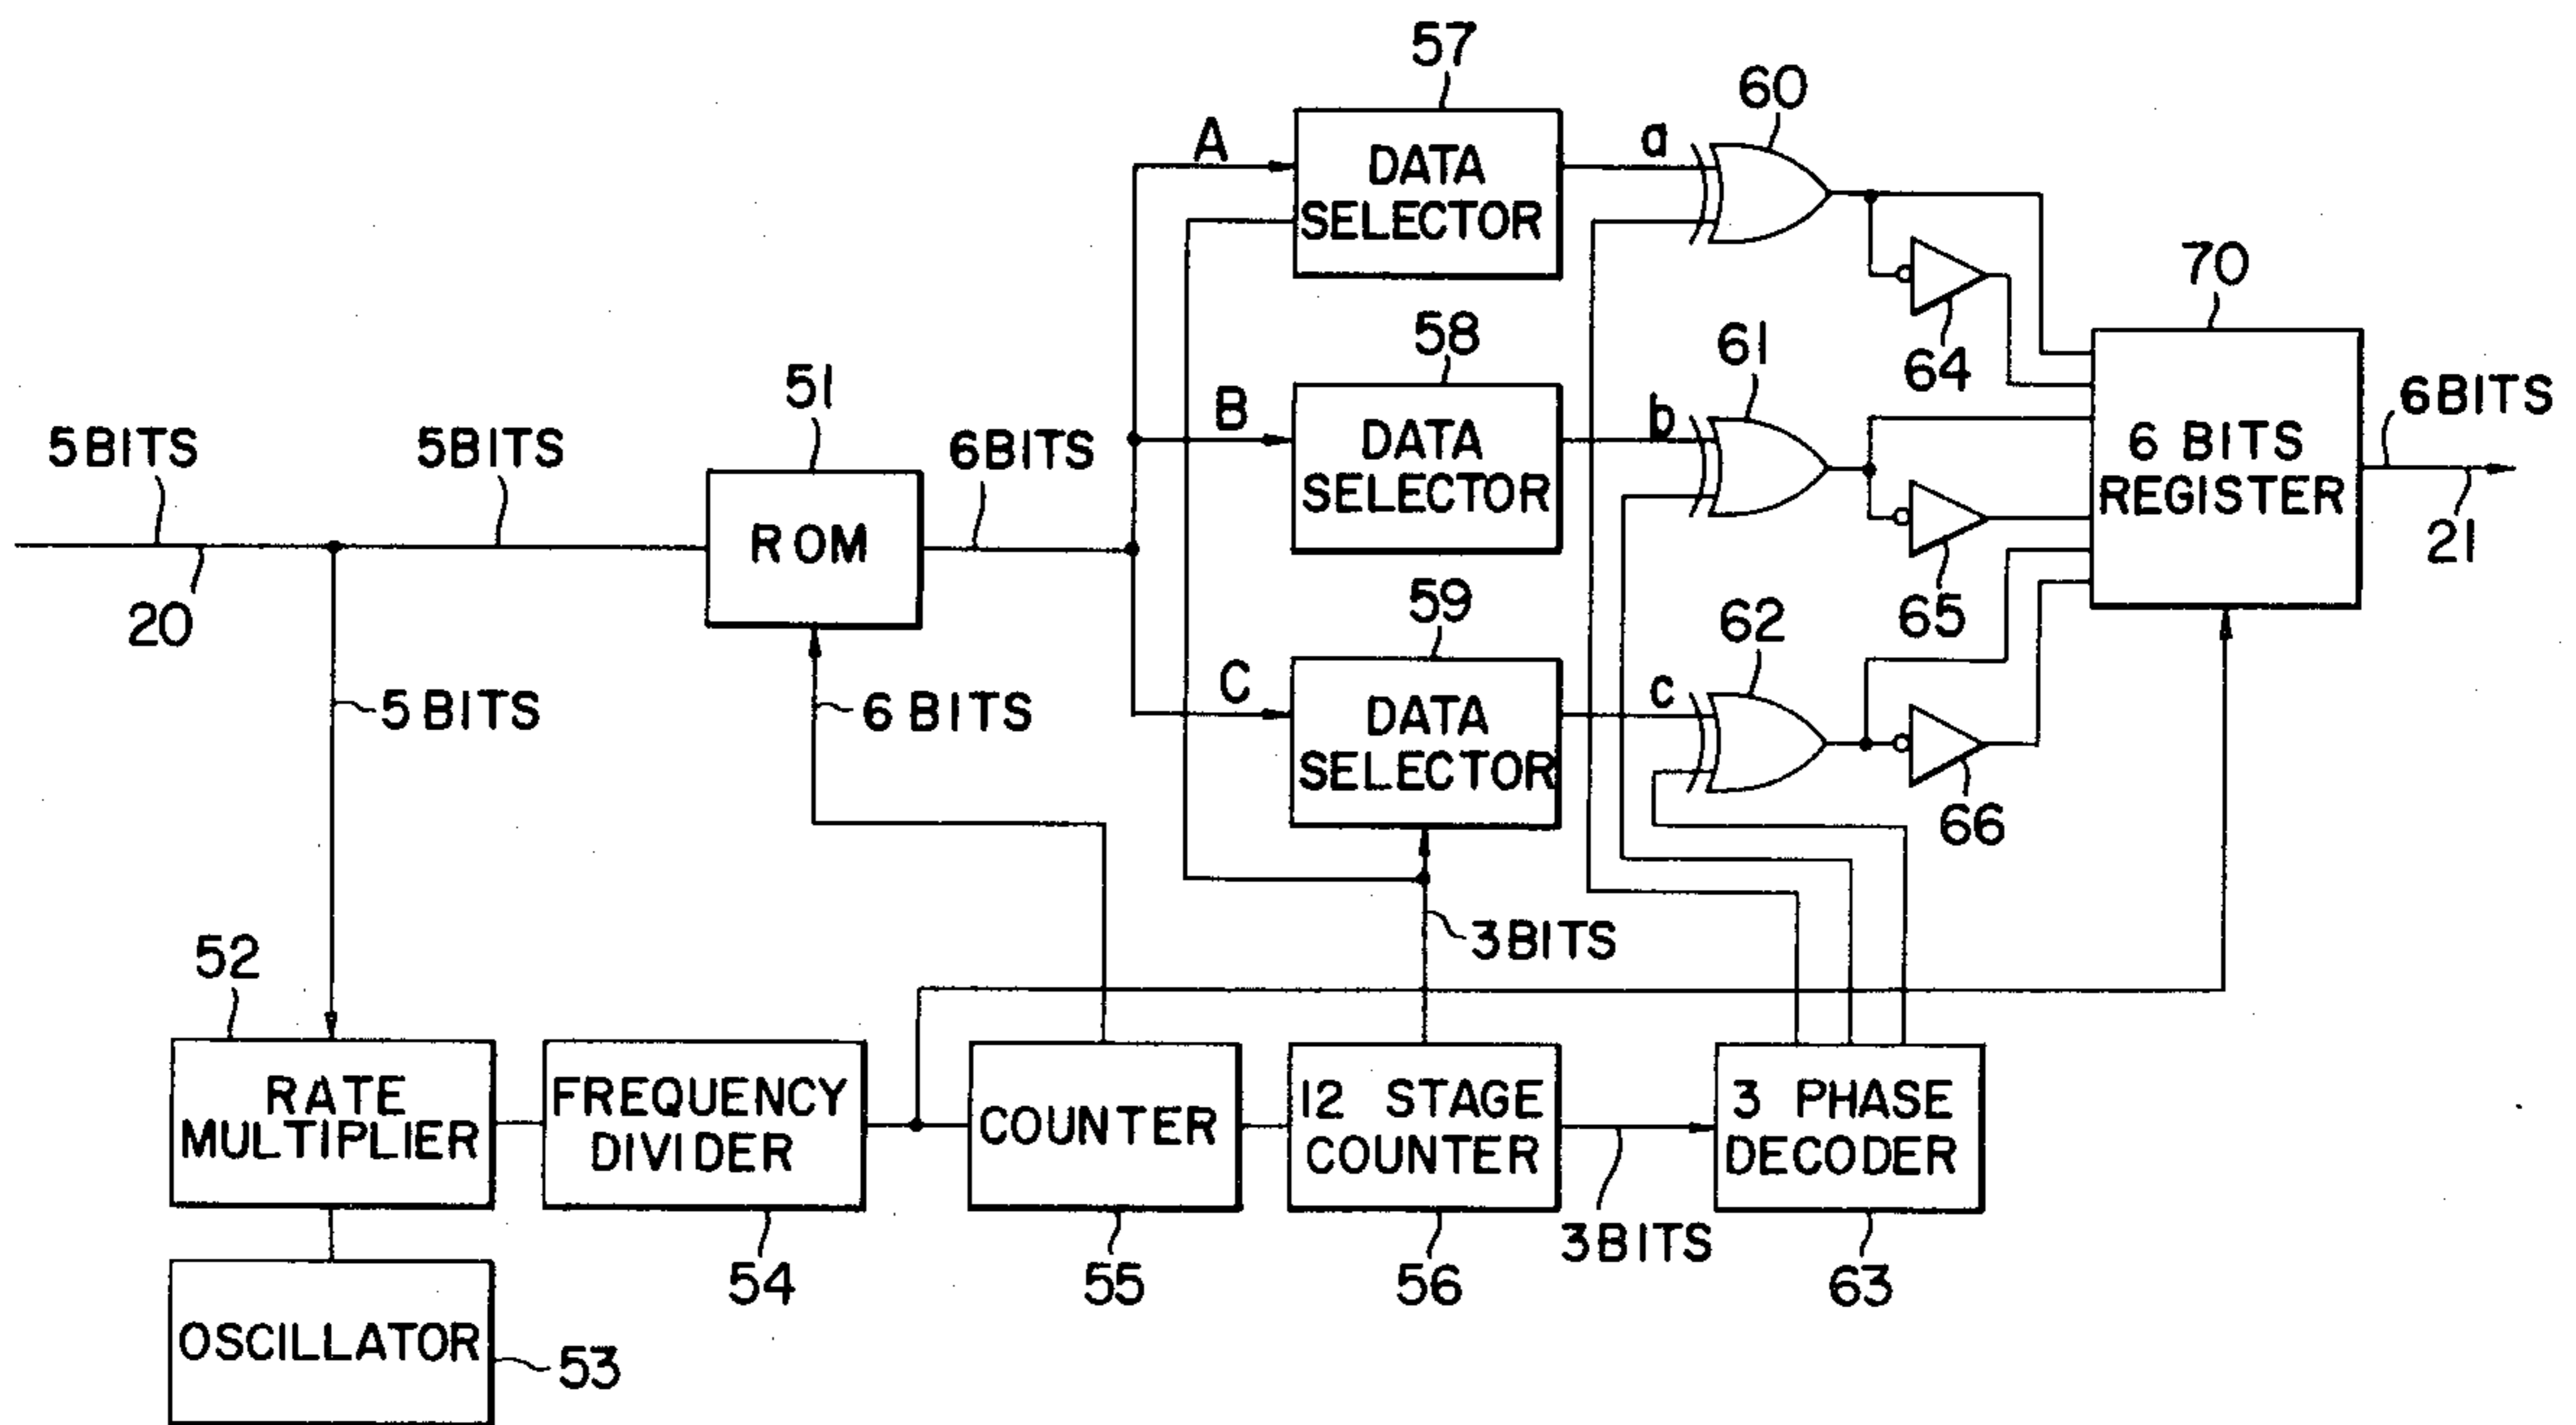 57
60
A
DATA
SELECTOR
a
70
64
58
61
51
B
DATA
SELECTOR
b
6 BITS
REGISTER
6BITS
5BITS
5BITS
6BITS
ROM
21
20
59
65
62
5 BITS
6 BITS
C
DATA
SELECTOR
c
66
52
3BITS
RATE
MULTIPLIER
FREQUENCY
DIVIDER
COUNTER
12 STAGE
COUNTER
3 PHASE
DECODER
54
55
56
3BITS
63
OSCILLATOR
53